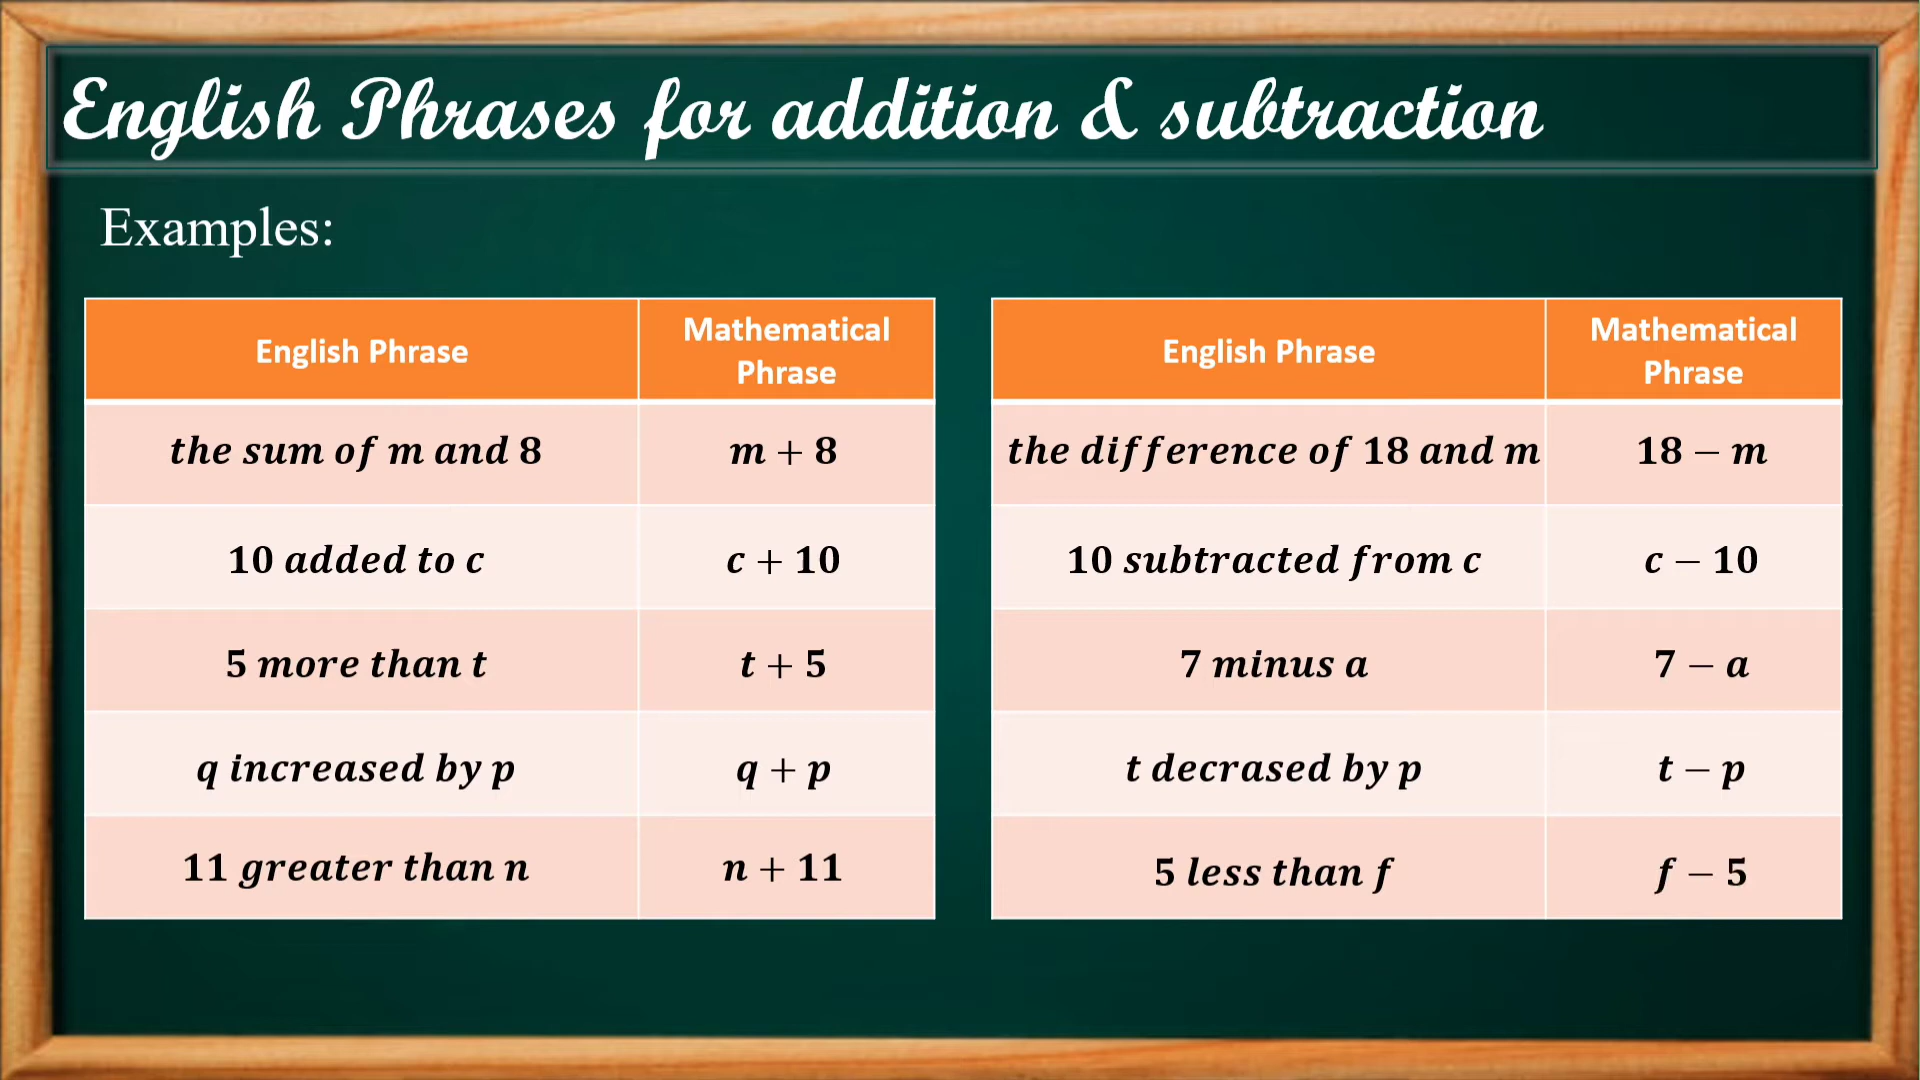 English Phrases for addition & subtraction
Examples:
English Phrase
Mathematical
Phrase
the sum of m and 8
m + 8
10 added to c
c + 10
5 more than t
t + 5
q increased by p
q + p
11 greater than n
n + 11
English Phrase
Mathematical
Phrase
the difference of 18 and m
18 − m
10 subtracted from c
c − 10
7 minus a
7 − a
t decrased by p
t − p
5 less than f
f − 5